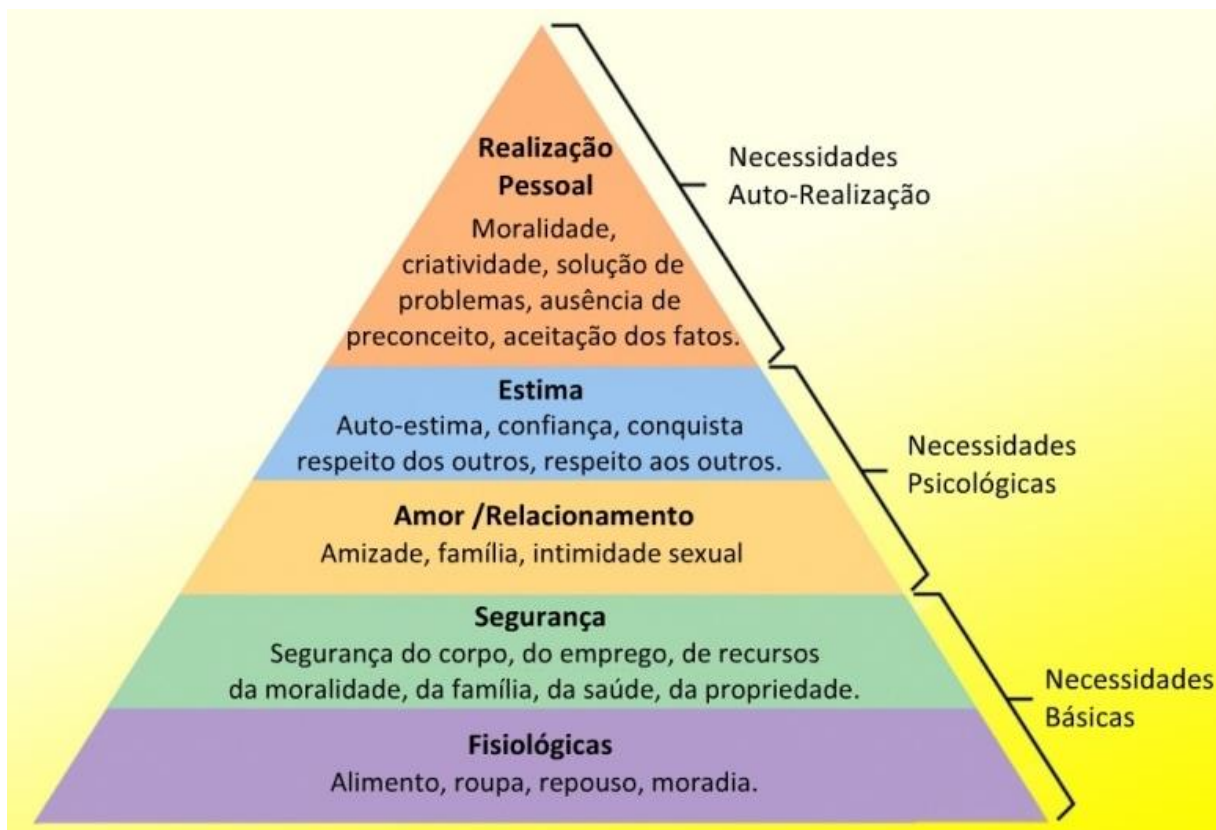 Realização
Pessoal
Moralidade,
criatividade, solução de
problemas, ausência de
preconceito, aceitação dos fatos.
Necessidades
Auto-Realização
Estima
Auto-estima, confiança, conquista
respeito dos outros, respeito aos outros.
Amor /Relacionamento
Amizade, família, intimidade sexual
Necessidades
Psicológicas
Segurança
Segurança do corpo, do emprego, de recursos
da moralidade, da família, da saúde, da propriedade.
Fisiológicas
Alimento, roupa, repouso, moradia.
Necessidades
Básicas